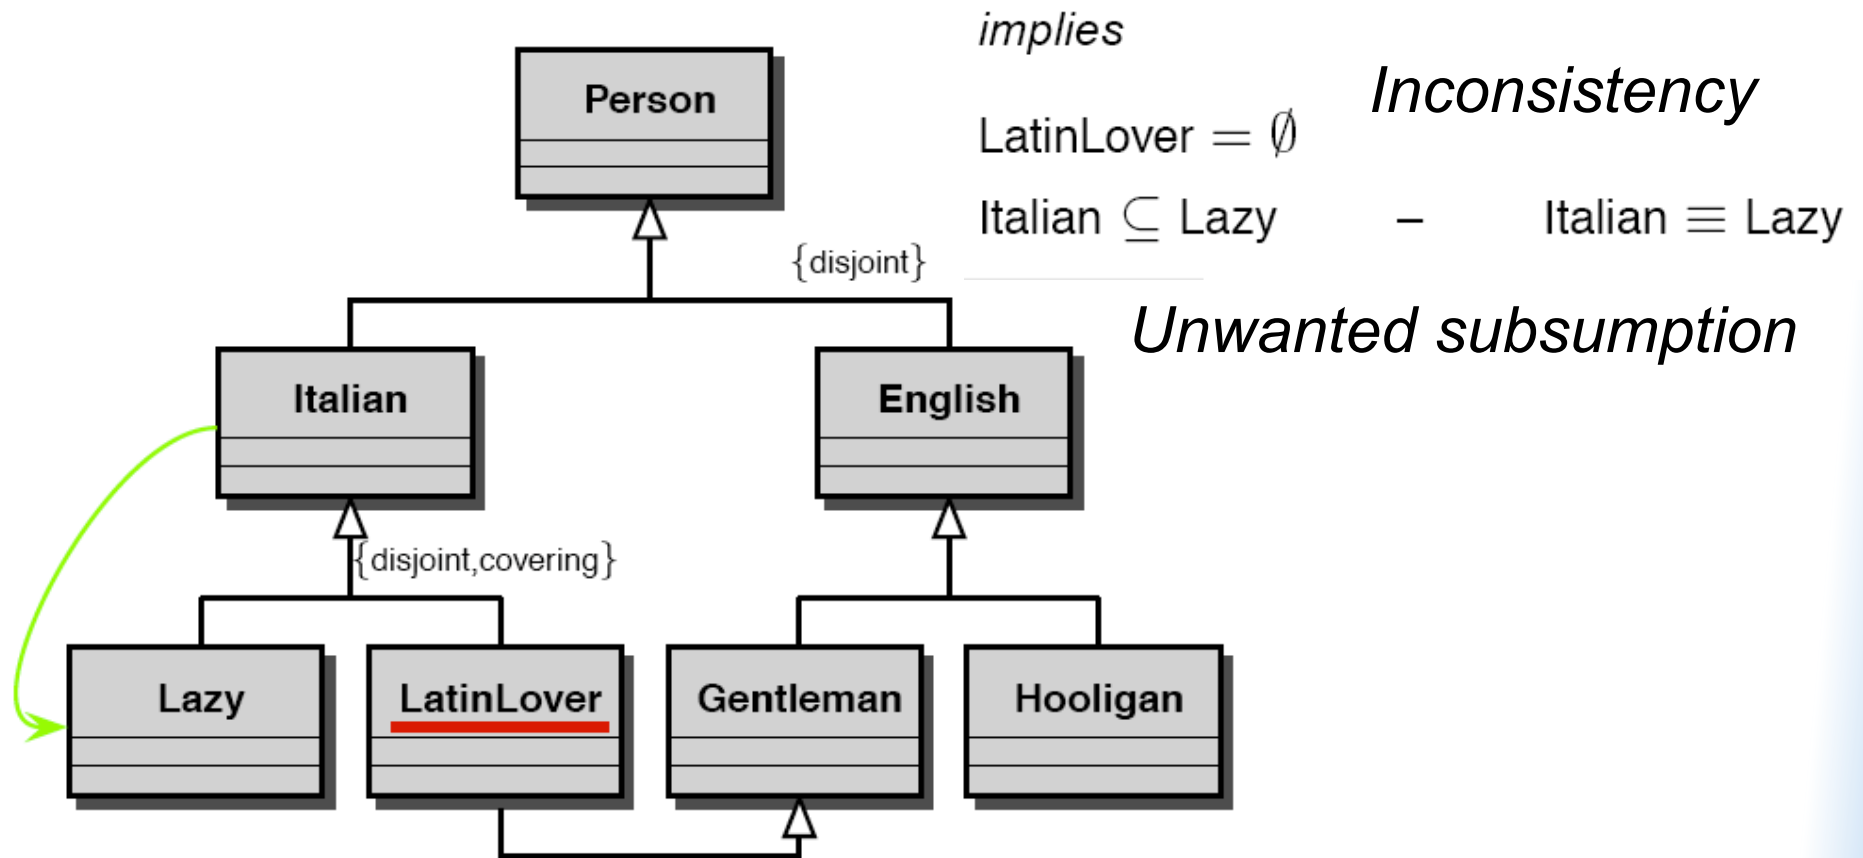 implies
Inconsistency
LatinLover = ∅
Italian ⊆ Lazy – Italian ≡ Lazy
Unwanted subsumption
Person
{disjoint}
Italian
English
{disjoint,covering}
Lazy
LatinLover
Gentleman
Hooligan